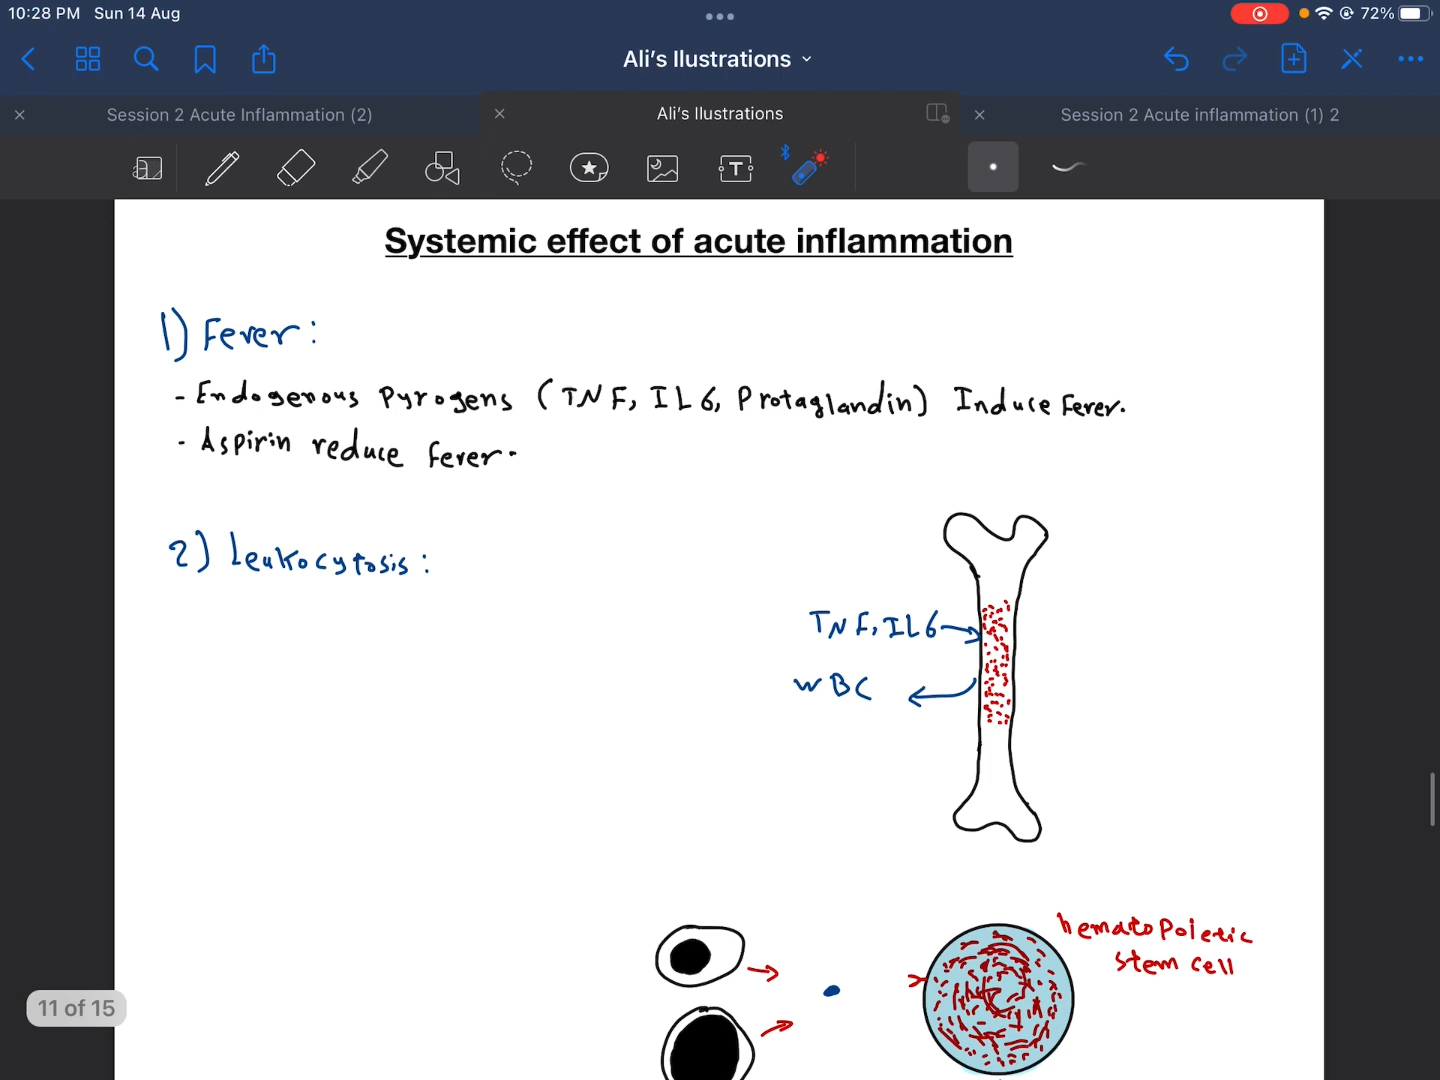 10:28 PM Sun 14 Aug
72%
Ali's Ilustrations
Session 2 Acute Inflammation (2)
Ali's Ilustrations
Session 2 Acute inflammation (1) 2
a
T
Systemic effect of acute inflammation
1) Fever:
- Endogenous Pyrogens (TNF, IL6, Protaglandin) Induce Fever.
- Aspirin reduce fever.
2) Leukocytosis:
TNF, IL6
WBC
hematopoietic
stem cell
11 of 15